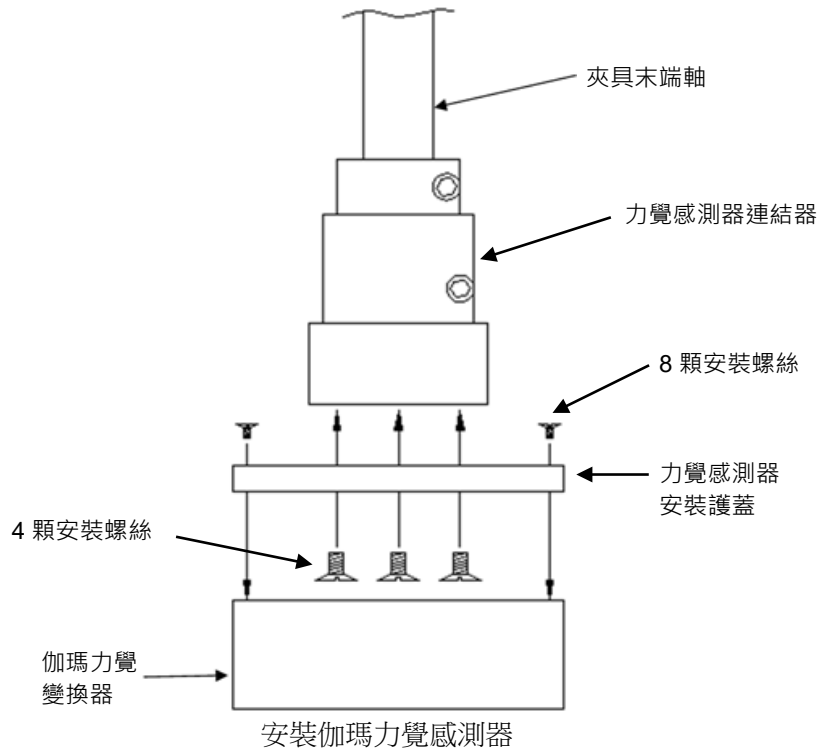 夾具末端軸
力覺感測器連結器
8 顆安裝螺絲
力覺感測器
安裝護蓋
4 顆安裝螺絲
伽瑪力覺
變換器
安裝伽瑪力覺感測器